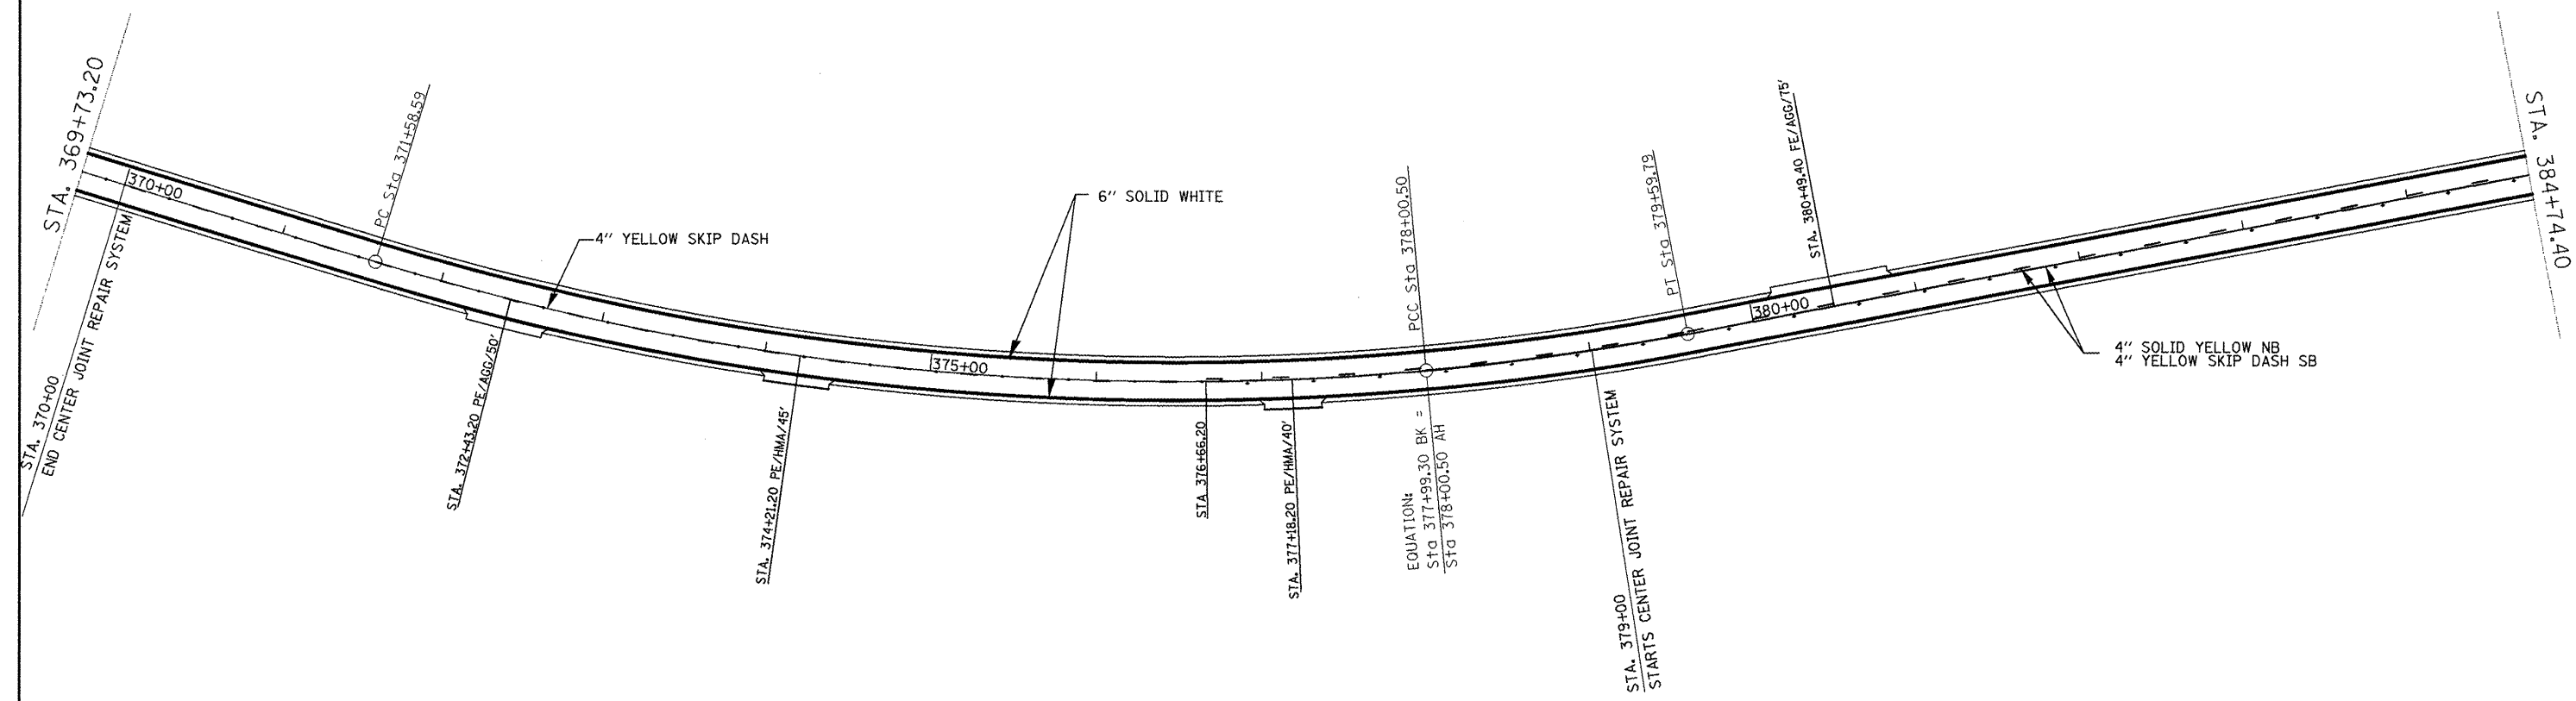 STA. 369+73.20
370+00
STA. 370+00
END CENTER JOINT REPAIR SYSTEM
PC Sta 371+58.59
STA. 372+43.20 PE/AGG/50'
4" YELLOW SKIP DASH
STA. 374+21.20 PE/HMA/45'
375+00
6" SOLID WHITE
STA 376+66.20
STA. 377+18.20 PE/HMA/40'
PCC Sta 378+00.50
EQUATION:
Sta 377+99.30 BK =
Sta 378+00.50 AH
STA. 379+00
STARTS CENTER JOINT REPAIR SYSTEM
PT Sta 379+59.79
380+00
STA. 380+49.40 FE/AGG/75'
4" SOLID YELLOW NB
4" YELLOW SKIP DASH SB
STA. 384+74.40